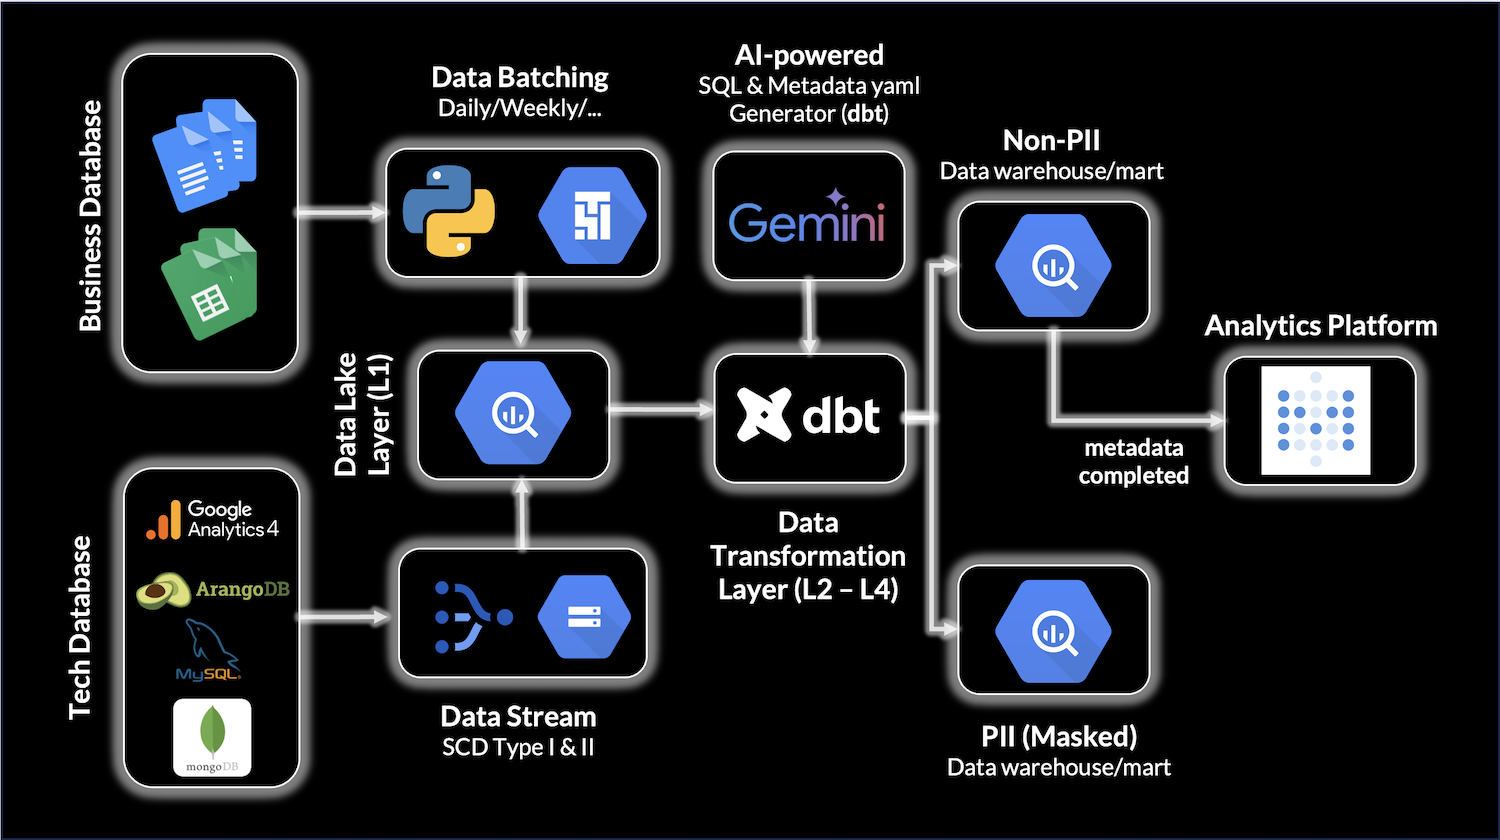 Business Database
Data Batching
Daily/Weekly/...
AI-powered
SQL & Metadata yaml
Generator (dbt)
Gemini
Non-PII
Data warehouse/mart
Data Lake
Layer (L1)
dbt
Data
Transformation
Layer (L2 – L4)
metadata
completed
Analytics Platform
Tech Database
Google
Analytics 4
ArangoDB
MySQL®
mongoDB
Data Stream
SCD Type I & II
PII (Masked)
Data warehouse/mart